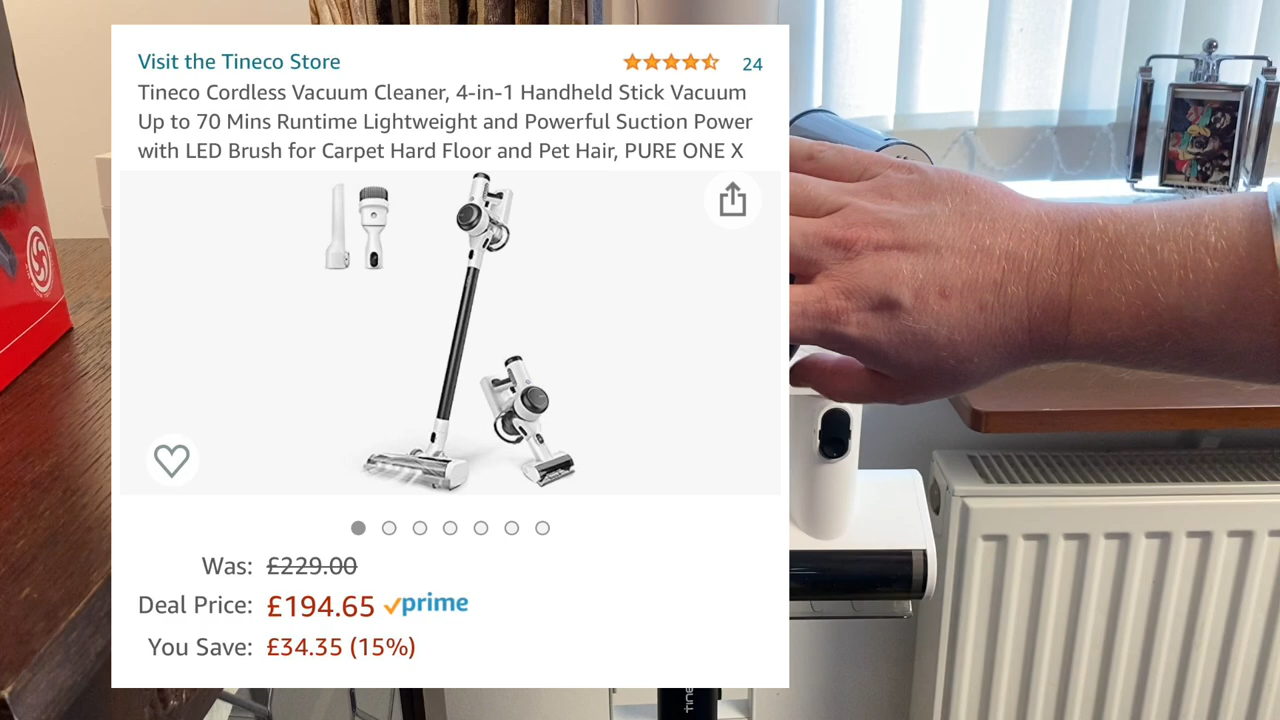 Visit the Tineco Store 24
Tineco Cordless Vacuum Cleaner, 4-in-1 Handheld Stick Vacuum
Up to 70 Mins Runtime Lightweight and Powerful Suction Power
with LED Brush for Carpet Hard Floor and Pet Hair, PURE ONE X
Was: £229.00
Deal Price: £194.65 prime
You Save: £34.35 (15%)